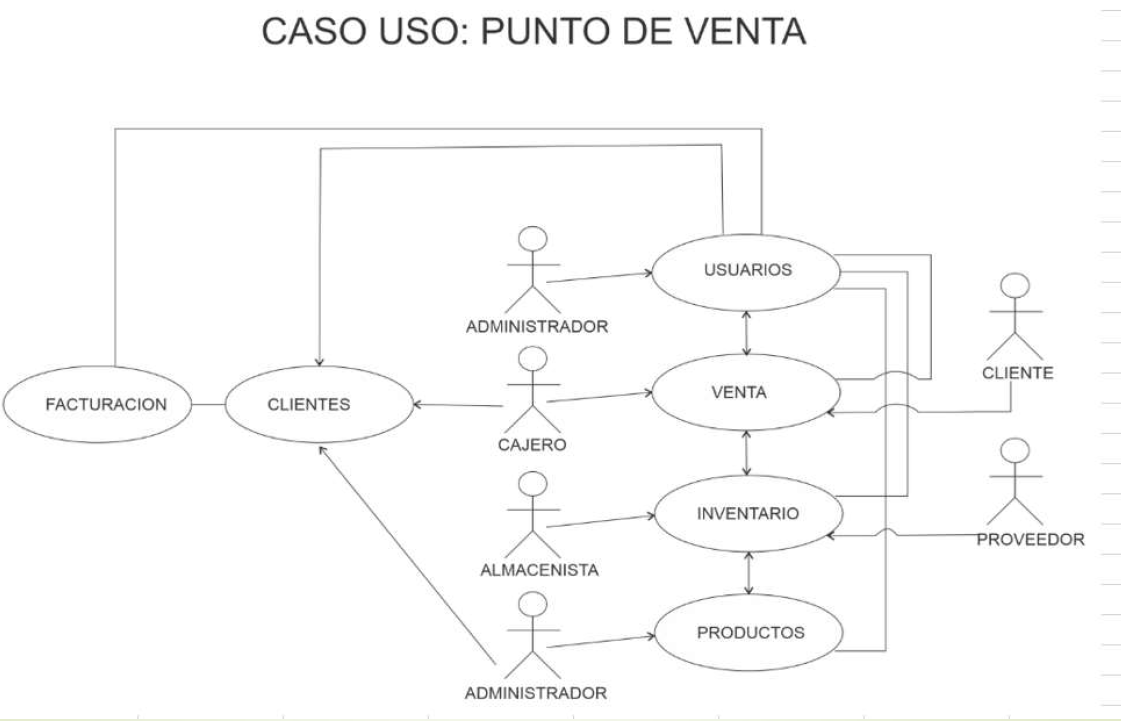 CASO USO: PUNTO DE VENTA
USUARIOS
ADMINISTRADOR
CLIENTE
FACTURACION
CLIENTES
VENTA
CAJERO
INVENTARIO
PROVEEDOR
ALMACENISTA
PRODUCTOS
ADMINISTRADOR